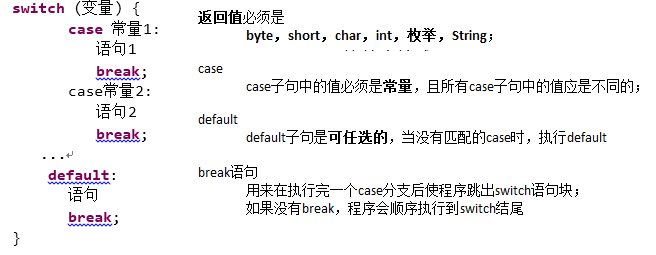 switch (变量) {
case 常量1:
语句1
break;
case常量2:
语句2
break;
...
default:
语句
break;
}
返回值必须是
byte，short，char，int，枚举，String；
case
case子句中的值必须是常量，且所有case子句中的值应是不同的；
default
default子句是可任选的，当没有匹配的case时，执行default
break语句
用来在执行完一个case分支后使程序跳出switch语句块；
如果没有break，程序会顺序执行到switch结尾